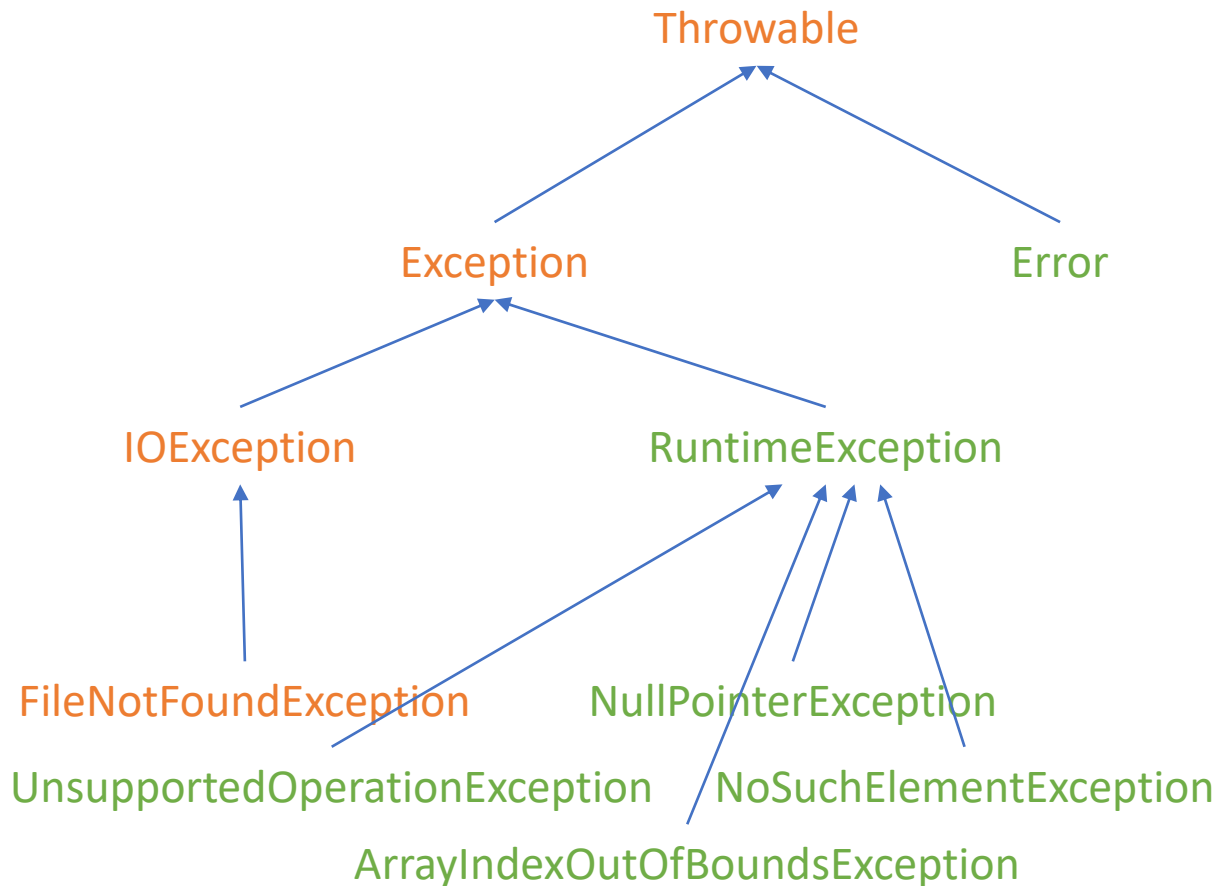 Throwable
Exception
Error
IOException
RuntimeException
FileNotFoundException
NullPointerException
UnsupportedOperationException
NoSuchElementException
ArrayIndexOutOfBoundsException